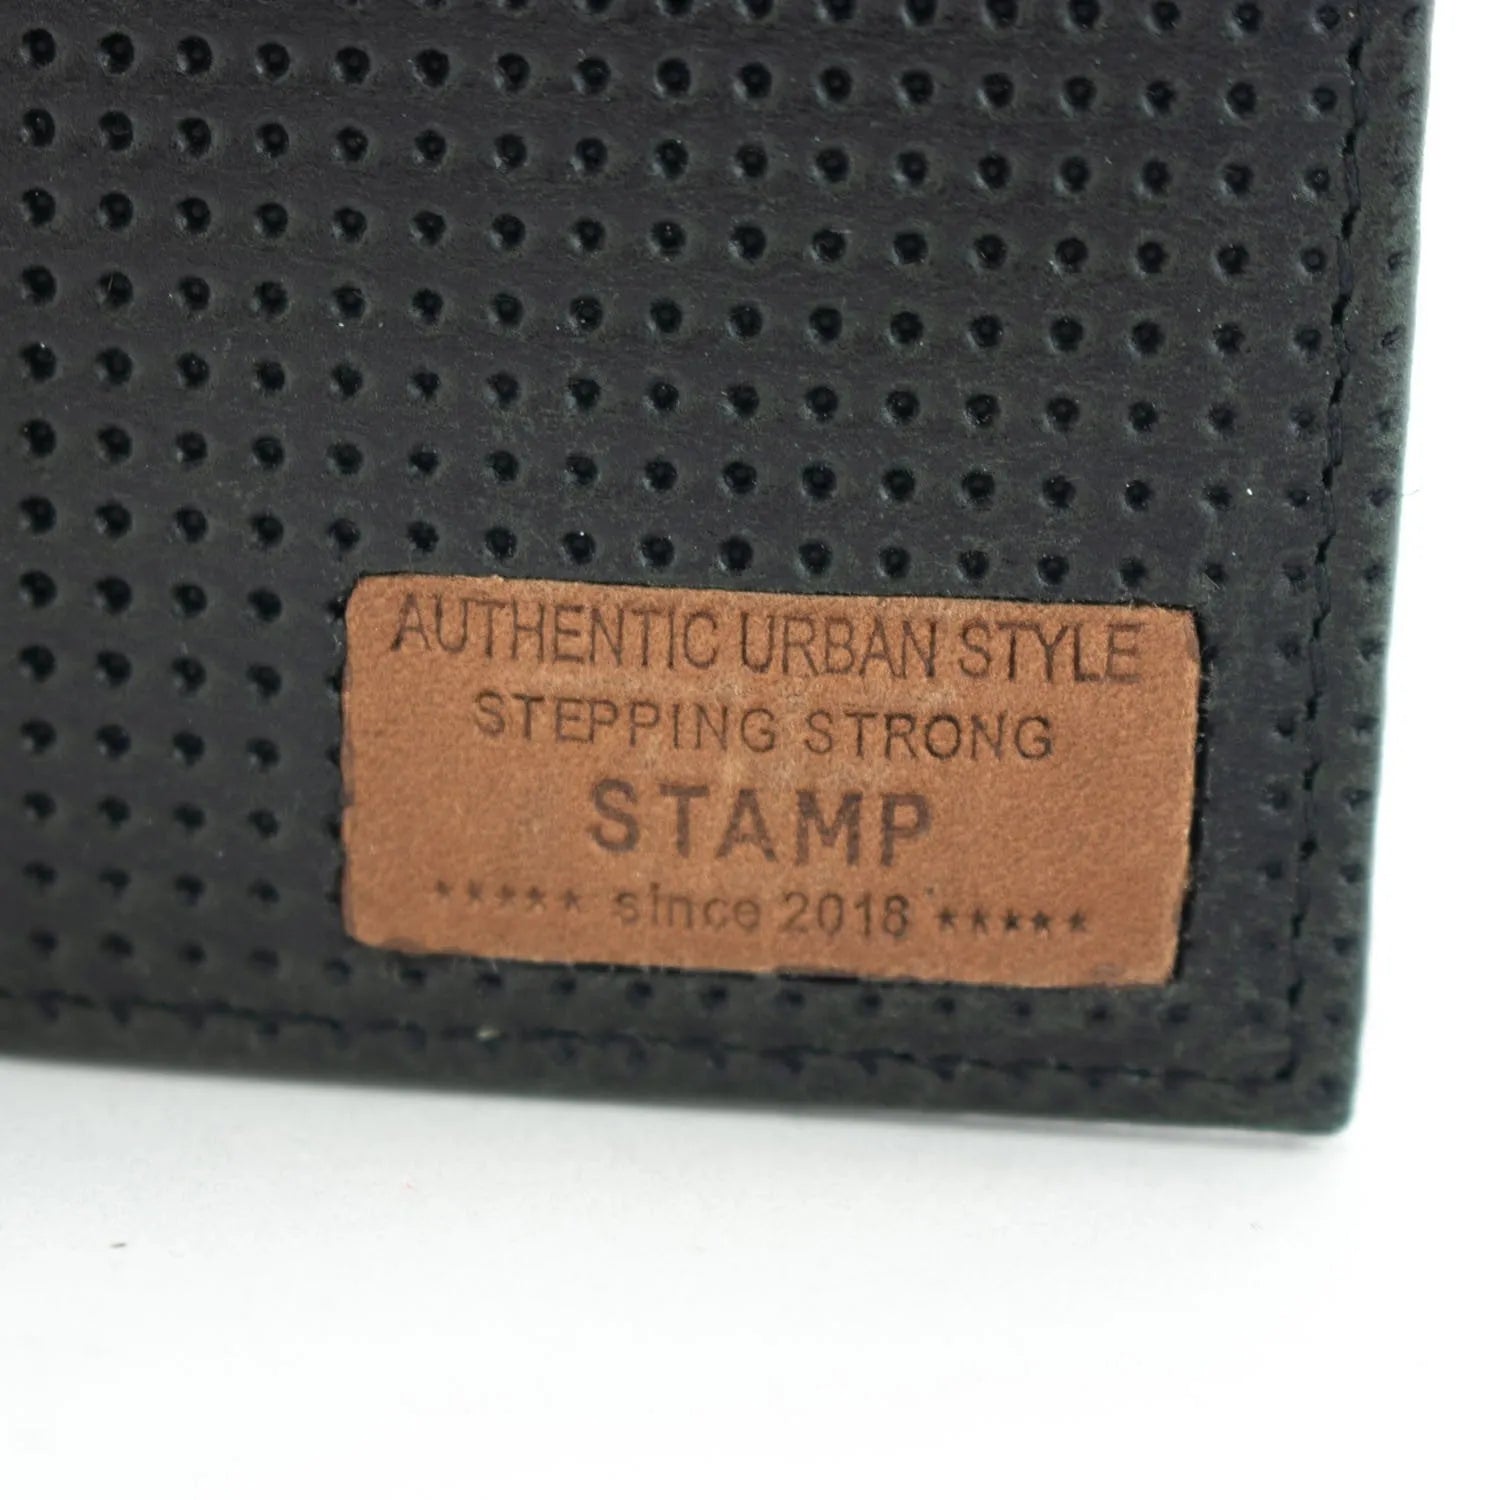 AUTHENTIC URBAN STYLE
STEPPING STRONG
STAMP
***** since 2018 *****